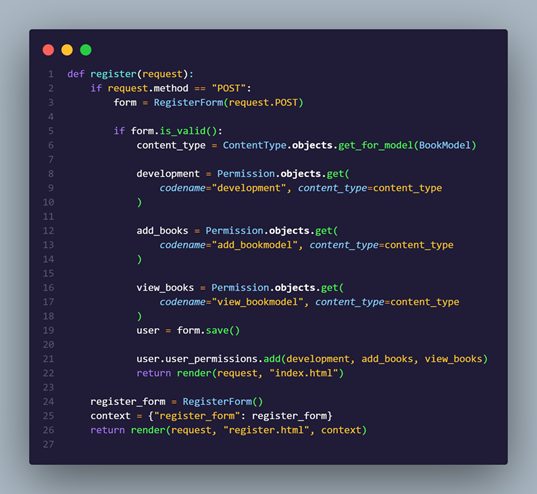 1 def register(request):
2     if request.method == "POST":
3         form = RegisterForm(request.POST)
4
5         if form.is_valid():
6             content_type = ContentType.objects.get_for_model(BookModel)
7
8             development = Permission.objects.get(
9                 codename="development", content_type=content_type
10             )
11
12             add_books = Permission.objects.get(
13                 codename="add_bookmodel", content_type=content_type
14             )
15
16             view_books = Permission.objects.get(
17                 codename="view_bookmodel", content_type=content_type
18             )
19             user = form.save()
20
21             user.user_permissions.add(development, add_books, view_books)
22             return render(request, "index.html")
23
24     register_form = RegisterForm()
25     context = {"register_form": register_form}
26     return render(request, "register.html", context)
27